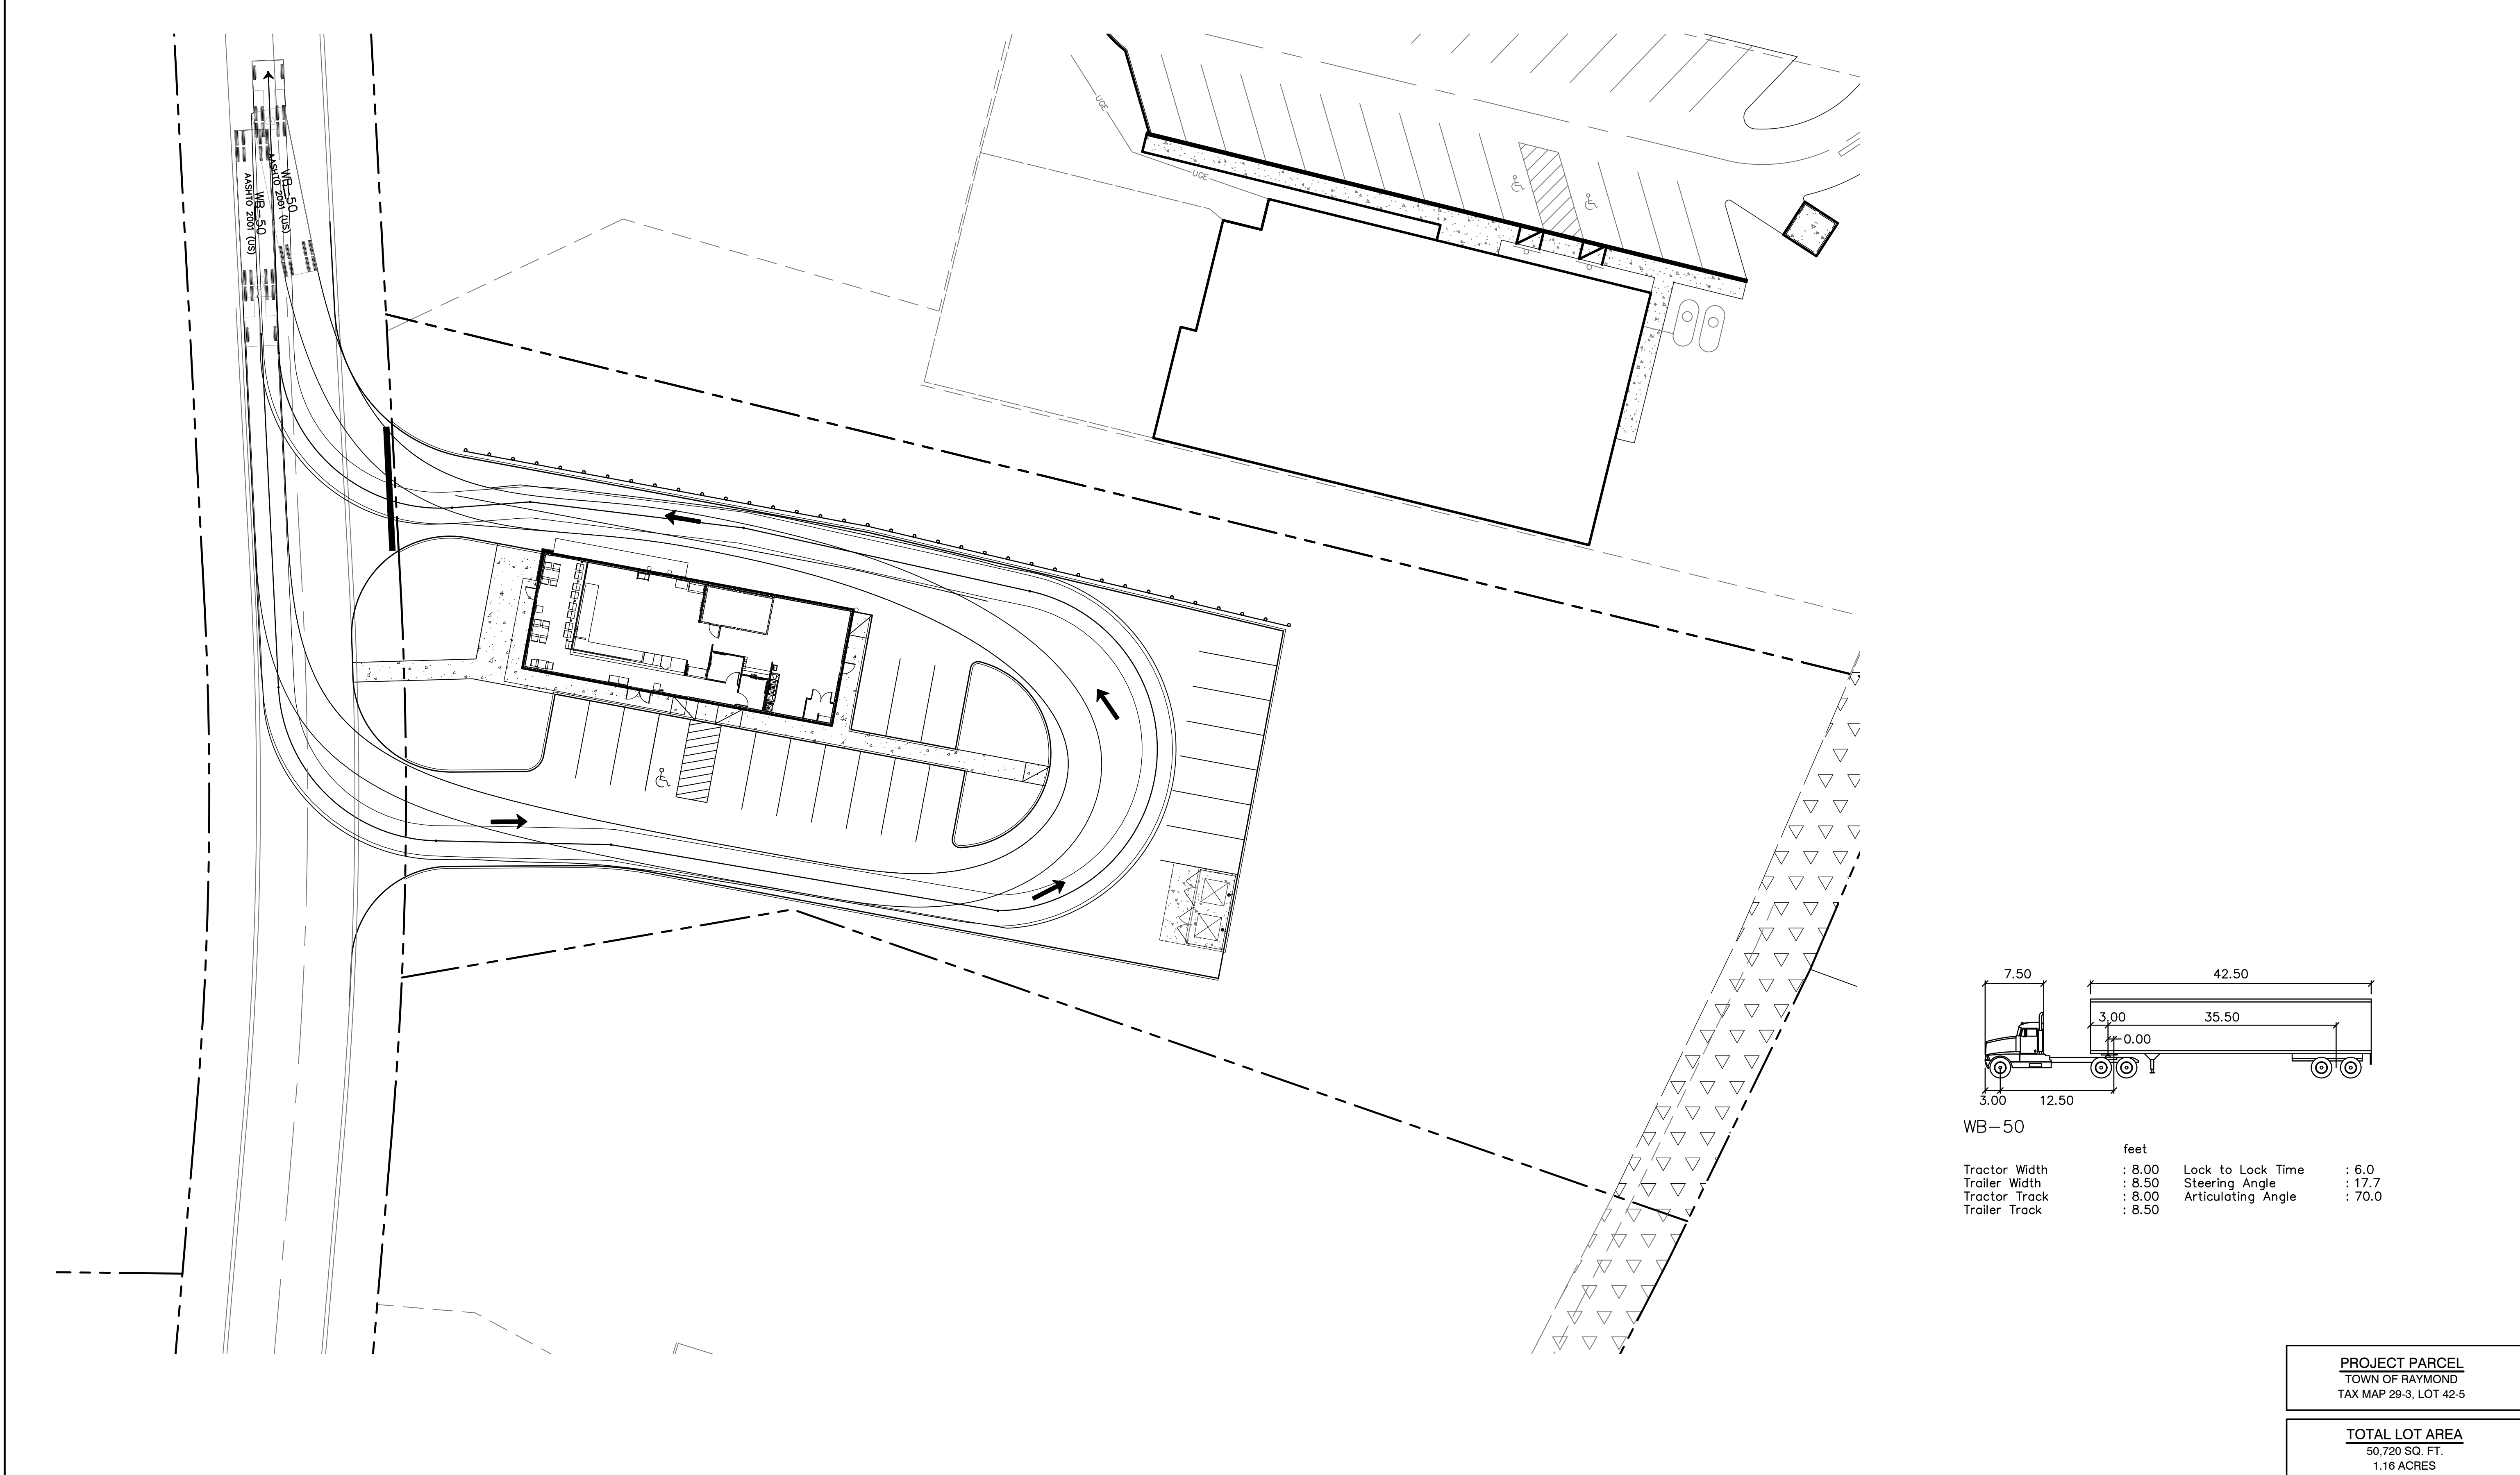 UGE
UGE
WB-50
AASHTO 2001 (US)
WB-50
AASHTO 2001 (US)
7.50
42.50
3.00
35.50
0.00
3.00
12.50
WB-50
feet
Tractor Width : 8.00 Lock to Lock Time : 6.0
Trailer Width : 8.50 Steering Angle : 17.7
Tractor Track : 8.00 Articulating Angle : 70.0
Trailer Track : 8.50
PROJECT PARCEL
TOWN OF RAYMOND
TAX MAP 29-3, LOT 42-5
TOTAL LOT AREA
50,720 SQ. FT.
1.16 ACRES